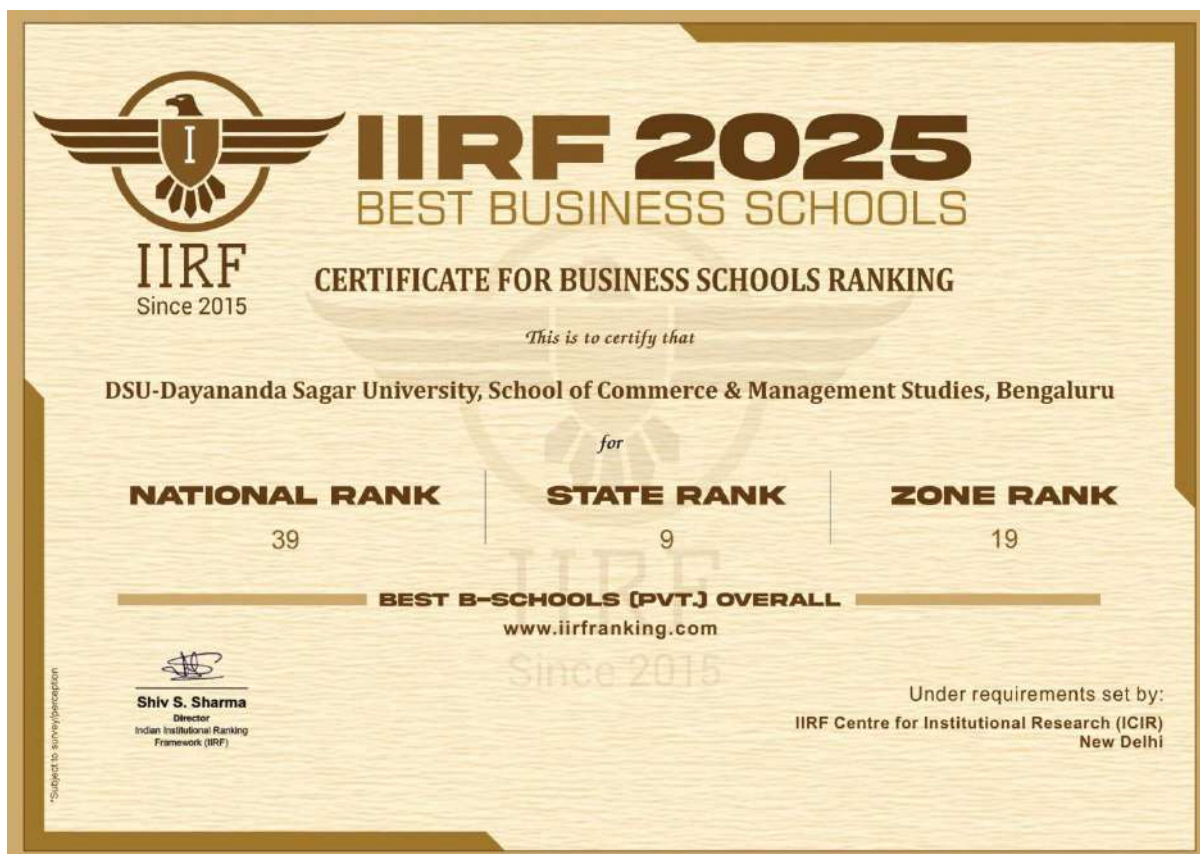 I
IIRF
Since 2015
IIRF 2025
BEST BUSINESS SCHOOLS
CERTIFICATE FOR BUSINESS SCHOOLS RANKING
This is to certify that
DSU-Dayananda Sagar University, School of Commerce & Management Studies, Bengaluru
for
NATIONAL RANK
39
STATE RANK
9
ZONE RANK
19
IIRF
BEST B-SCHOOLS (PVT.) OVERALL
www.iirfranking.com
Since 2015
Shiv S. Sharma
Director
Indian Institutional Ranking
Framework (IIRF)
Under requirements set by:
IIRF Centre for Institutional Research (ICIR)
New Delhi
*Subject to survey/perception